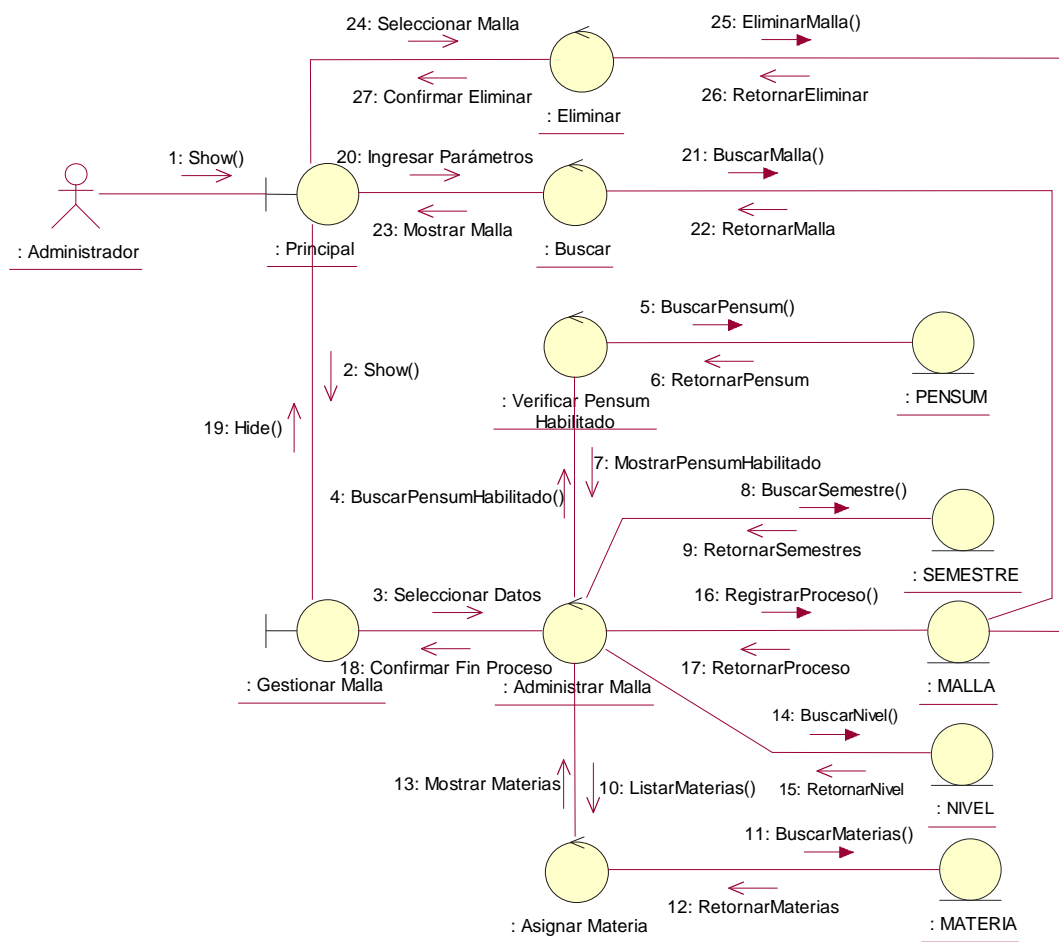 24: Seleccionar Malla
25: EliminarMalla()
27: Confirmar Eliminar
26: RetornarEliminar
: Eliminar
1: Show()
20: Ingresar Parámetros
21: BuscarMalla()
23: Mostrar Malla
22: RetornarMalla
: Administrador
: Principal
: Buscar
5: BuscarPensum()
2: Show()
6: RetornarPensum
: Verificar Pensum
Habilitado
: PENSUM
19: Hide()
7: MostrarPensumHabilitado
4: BuscarPensumHabilitado()
8: BuscarSemestre()
9: RetornarSemestres
: SEMESTRE
3: Seleccionar Datos
16: RegistrarProceso()
18: Confirmar Fin Proceso
17: RetornarProceso
: Gestionar Malla
: Administrar Malla
: MALLA
14: BuscarNivel()
13: Mostrar Materias
10: ListarMaterias()
15: RetornarNivel
: NIVEL
11: BuscarMaterias()
12: RetornarMaterias
: Asignar Materia
: MATERIA